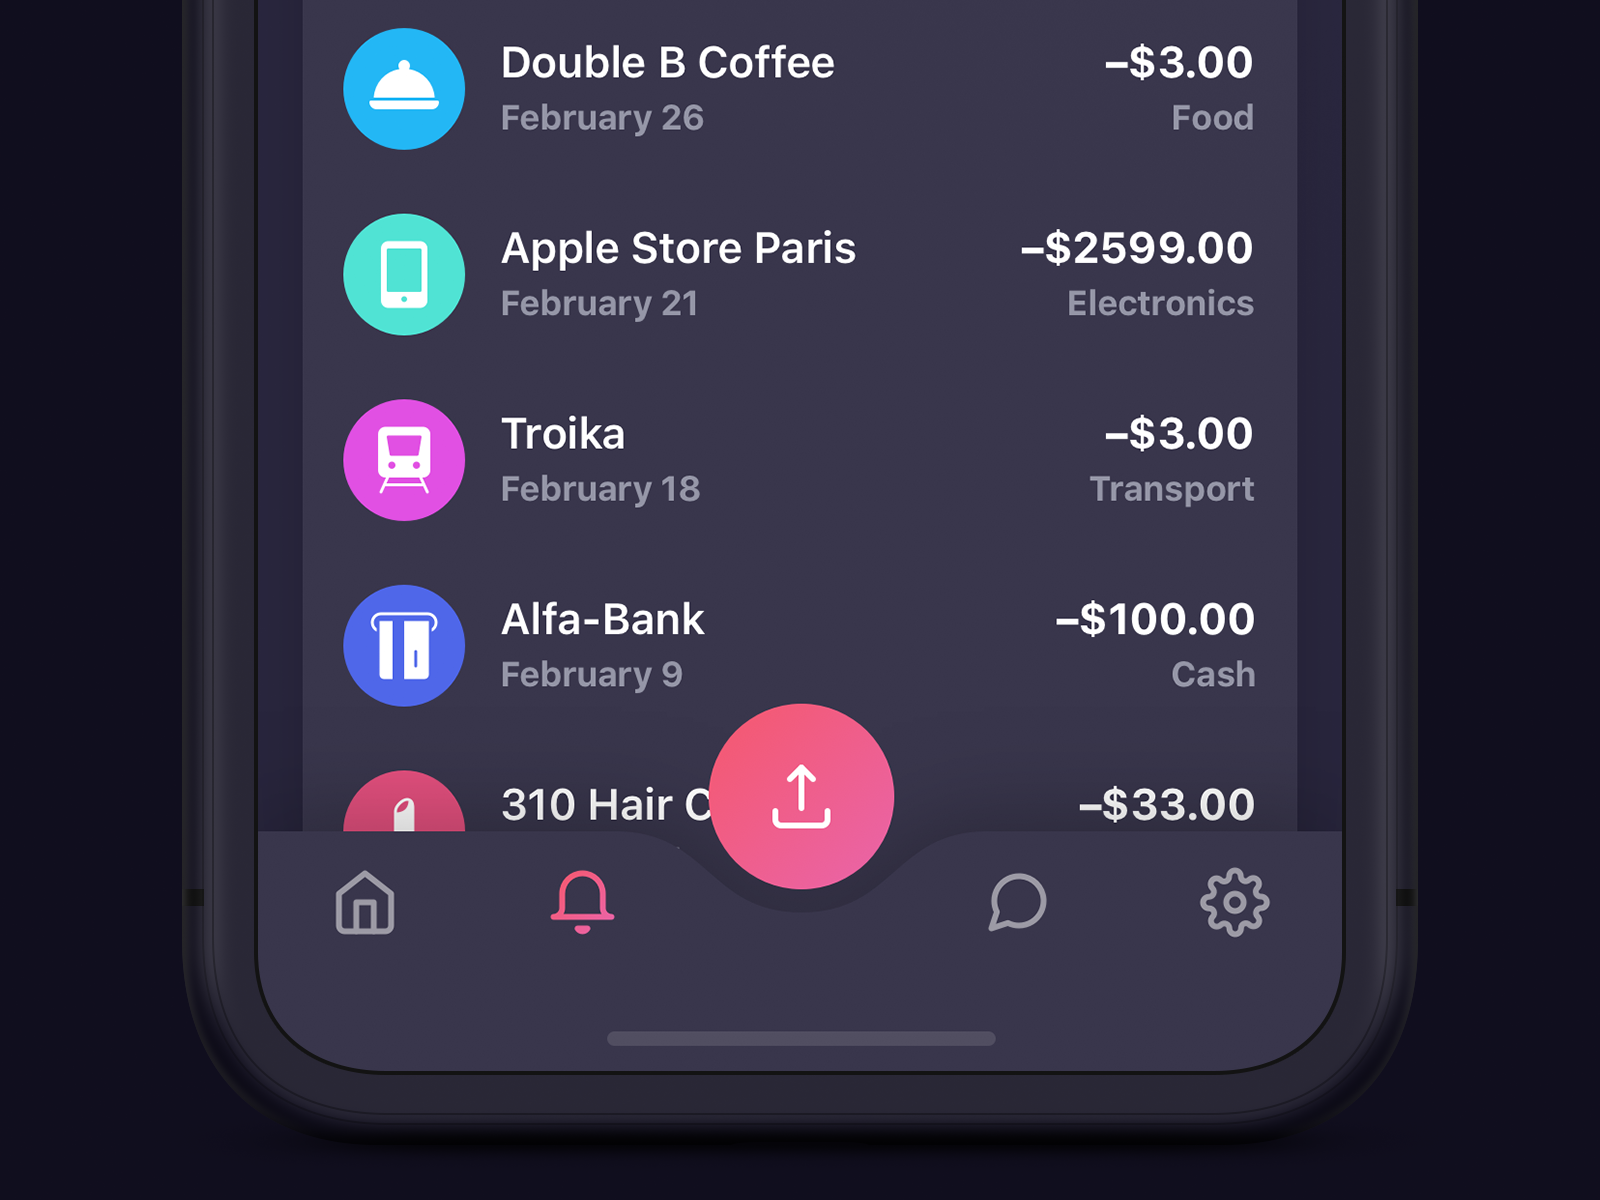 Double B Coffee –$3.00
February 26 Food
Apple Store Paris –$2599.00
February 21 Electronics
Troika –$3.00
February 18 Transport
Alfa-Bank –$100.00
February 9 Cash
310 Hair –$33.00